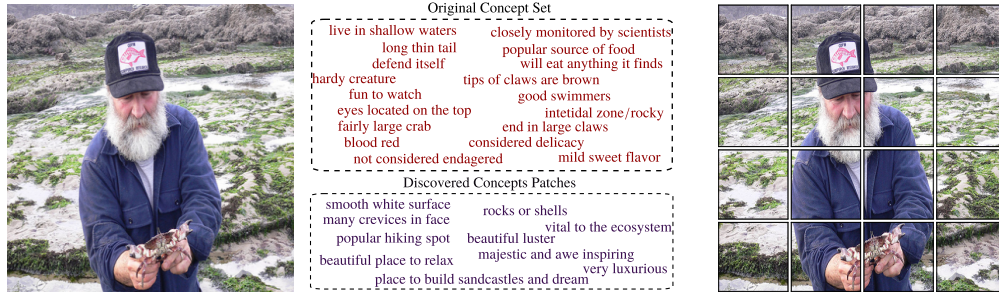 Original Concept Set
live in shallow waters
closely monitored by scientists
long thin tail
popular source of food
defend itself
will eat anything it finds
hardy creature
tips of claws are brown
fun to watch
good swimmers
eyes located on the top
intetidal zone/rocky
fairly large crab
end in large claws
blood red
considered delicacy
not considered endagered
mild sweet flavor
Discovered Concepts Patches
smooth white surface
rocks or shells
many crevices in face
vital to the ecosystem
popular hiking spot
beautiful luster
majestic and awe inspiring
beautiful place to relax
very luxurious
place to build sandcastles and dream